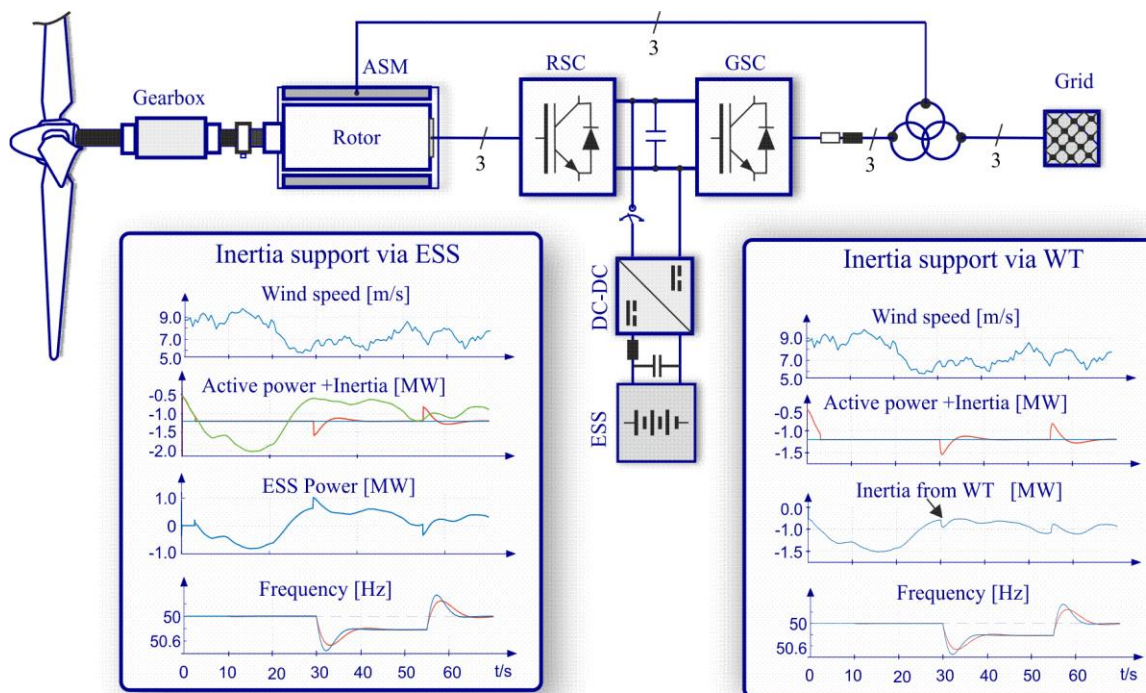 3
ASM
RSC
GSC
Grid
Gearbox
Rotor
3
3
3
DC-DC
ESS
Inertia support via ESS
Wind speed [m/s]
9.0
7.0
5.0
Active power +Inertia [MW]
-0.5
-1.0
-1.5
-2.0
ESS Power [MW]
1.0
0
-1.0
Frequency [Hz]
50
50.6
0 10 20 30 40 50 60 t/s
Inertia support via WT
Wind speed [m/s]
9.0
7.0
5.0
Active power +Inertia [MW]
-0.5
-1.0
-1.5
Inertia from WT [MW]
0.0
-1.0
-1.5
Frequency [Hz]
50
50.6
0 10 20 30 40 50 60 t/s